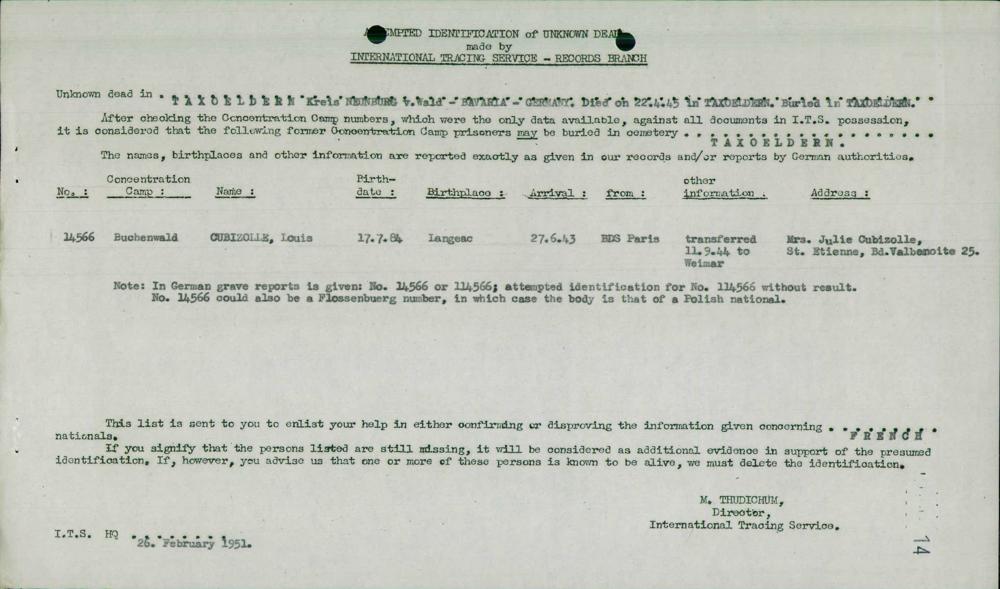 ATTEMPTED IDENTIFICATION of UNKNOWN DEAD
made by
INTERNATIONAL TRACING SERVICE - RECORDS BRANCH
Unknown dead in . TAXOELDERN Kreis NEUNBURG v.Wald - BAVARIA - GERMANY. Died on 22.4.45 in TAXOELDERN. Buried in TAXOELDERN.
After checking the Concentration Camp numbers, which were the only data available, against all documents in I.T.S. possession,
it is considered that the following former Concentration Camp prisoners may be buried in cemetery
TAXOELDERN.
The names, birthplaces and other information are reported exactly as given in our records and/or reports by German authorities.
No. : Concentration Camp : Name : Birth-date : Birthplace : Arrival : from : other information : Address :
14566 Buchenwald CUBIZOLLE, Louis 17.7.84 Langeac 27.6.43 BDS Paris transferred Mrs. Julie Cubizolle,
11.9.44 to St. Etienne, Bd.Valbenoite 25.
Weimar
Note: In German grave reports is given: No. 14566 or 114566; attempted identification for No. 114566 without result.
No. 14566 could also be a Flossenbuerg number, in which case the body is that of a Polish national.
This list is sent to you to enlist your help in either confirming or disproving the information given concerning FRENCH
nationals.
If you signify that the persons listed are still missing, it will be considered as additional evidence in support of the presumed
identification. If, however, you advise us that one or more of these persons is known to be alive, we must delete the identification.
M. THUDICHUM,
Director,
International Tracing Service.
I.T.S. HQ 26. February 1951.
14